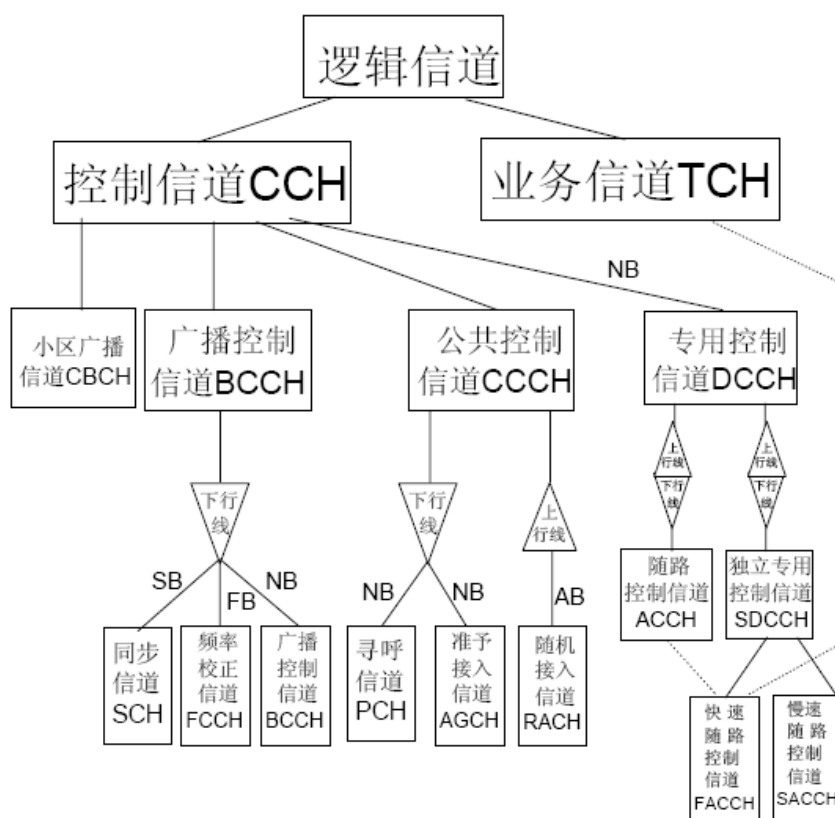 逻辑信道
控制信道CCH
业务信道TCH
NB
小区广播
信道CBCH
广播控制
信道BCCH
公共控制
信道CCCH
专用控制
信道DCCH
下行
线
下行
线
上
行线
上
行线
下行
线
上
行线
下行
线
SB
FB
NB
NB
NB
AB
同步
信道
SCH
频率
校正
信道
FCCH
广播
控制
信道
BCCH
寻呼
信道
PCH
准予
接入
信道
AGCH
随机
接入
信道
RACH
随路
控制信道
ACCH
独立专用
控制信道
SDCCH
快速
随路
控制
信道
FACCH
慢速
随路
控制
信道
SACCH